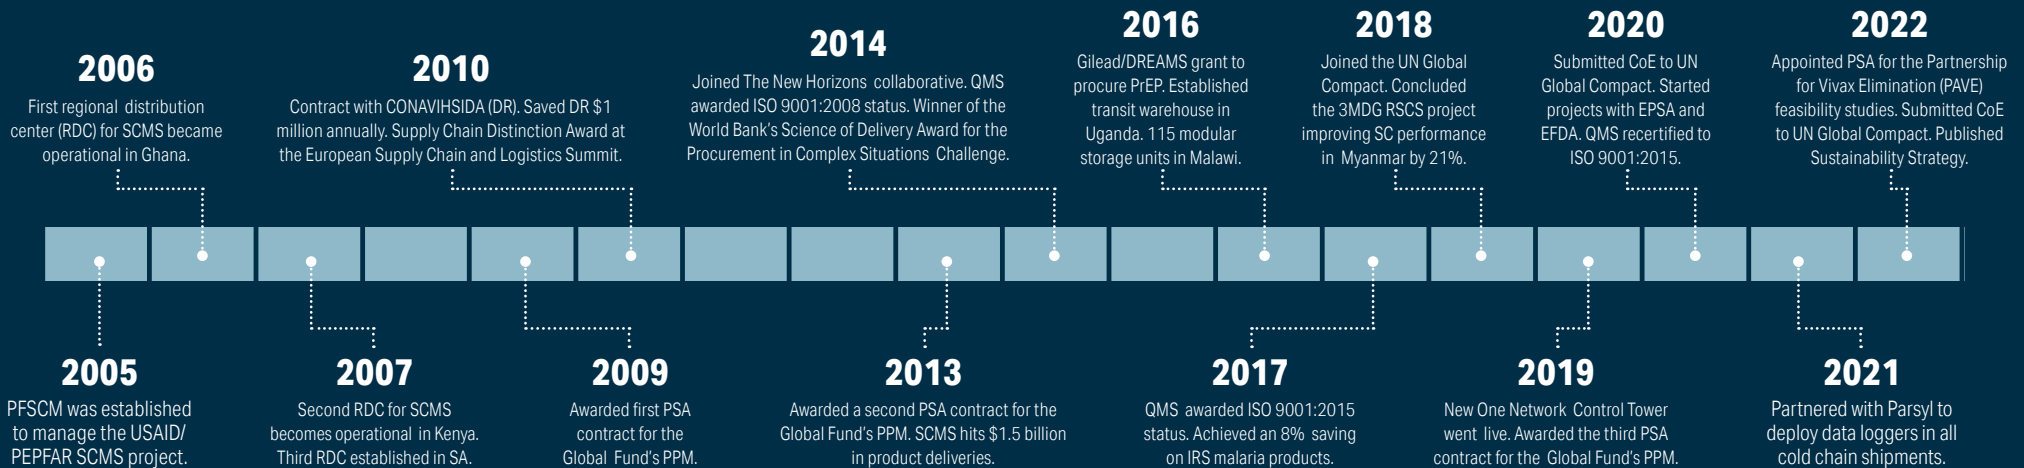 2006
First regional distribution
center (RDC) for SCMS became
operational in Ghana.
2010
Contract with CONAVIHSIDA (DR). Saved DR $1
million annually. Supply Chain Distinction Award at
the European Supply Chain and Logistics Summit.
2014
Joined The New Horizons collaborative. QMS
awarded ISO 9001:2008 status. Winner of the
World Bank's Science of Delivery Award for the
Procurement in Complex Situations Challenge.
2016
Gilead/DREAMS grant to
procure PrEP. Established
transit warehouse in
Uganda. 115 modular
storage units in Malawi.
2018
Joined the UN Global
Compact. Concluded
the 3MDG RSCS project
improving SC performance
in Myanmar by 21%.
2020
Submitted CoE to UN
Global Compact. Started
projects with EPSA and
EFDA. QMS recertified to
ISO 9001:2015.
2022
Appointed PSA for the Partnership
for Vivax Elimination (PAVE)
feasibility studies. Submitted CoE
to UN Global Compact. Published
Sustainability Strategy.
2005
PFSCM was established
to manage the USAID/
PEPFAR SCMS project.
2007
Second RDC for SCMS
becomes operational in Kenya.
Third RDC established in SA.
2009
Awarded first PSA
contract for the
Global Fund's PPM.
2013
Awarded a second PSA contract for the
Global Fund's PPM. SCMS hits $1.5 billion
in product deliveries.
2017
QMS awarded ISO 9001:2015
status. Achieved an 8% saving
on IRS malaria products.
2019
New One Network Control Tower
went live. Awarded the third PSA
contract for the Global Fund's PPM.
2021
Partnered with Parsyl to
deploy data loggers in all
cold chain shipments.